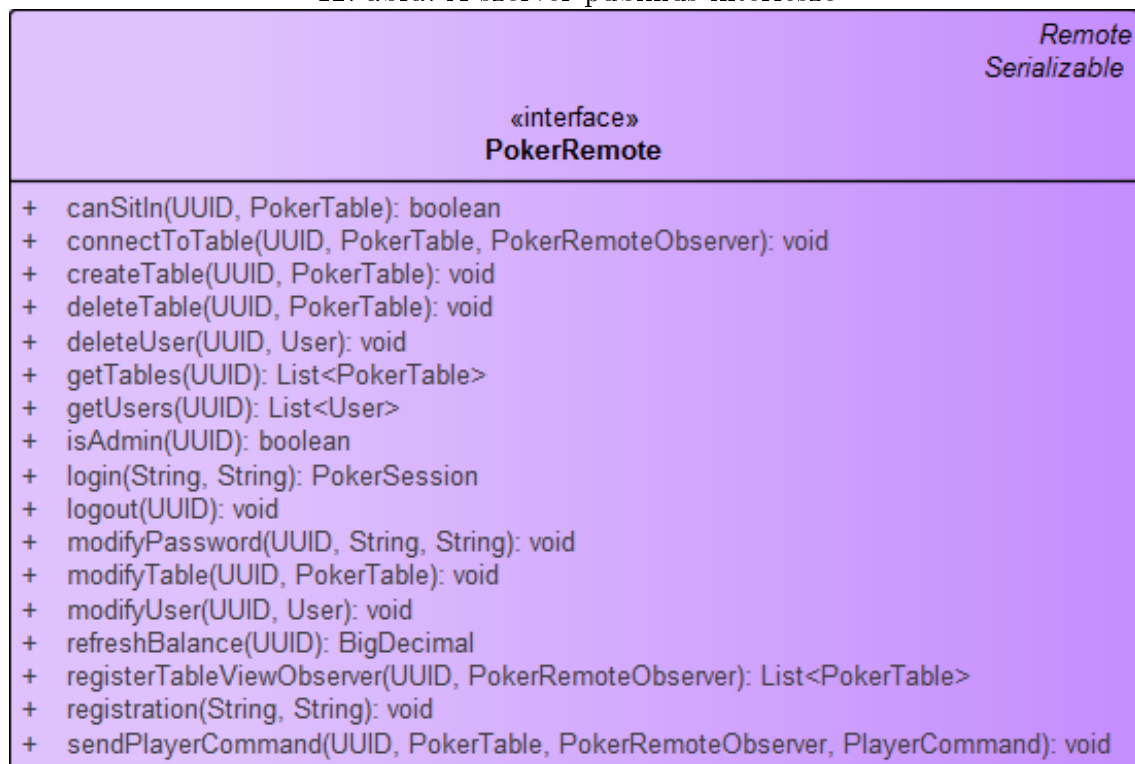 Remote
Serializable
«interface»
PokerRemote
+ canSitIn(UUID, PokerTable): boolean
+ connectToTable(UUID, PokerTable, PokerRemoteObserver): void
+ createTable(UUID, PokerTable): void
+ deleteTable(UUID, PokerTable): void
+ deleteUser(UUID, User): void
+ getTables(UUID): List<PokerTable>
+ getUsers(UUID): List<User>
+ isAdmin(UUID): boolean
+ login(String, String): PokerSession
+ logout(UUID): void
+ modifyPassword(UUID, String, String): void
+ modifyTable(UUID, PokerTable): void
+ modifyUser(UUID, User): void
+ refreshBalance(UUID): BigDecimal
+ registerTableViewObserver(UUID, PokerRemoteObserver): List<PokerTable>
+ registration(String, String): void
+ sendPlayerCommand(UUID, PokerTable, PokerRemoteObserver, PlayerCommand): void